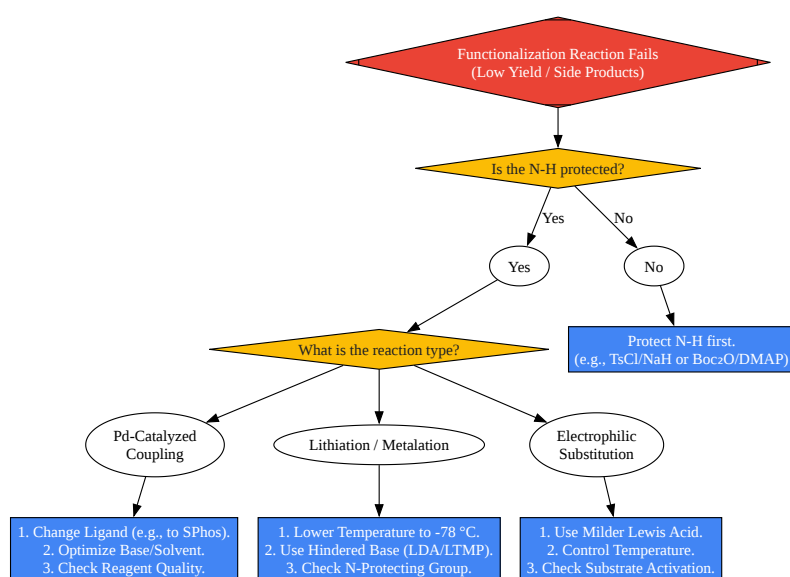 Functionalization Reaction Fails
(Low Yield / Side Products)
Is the N-H protected?
Yes
No
Yes
No
Protect N-H first.
(e.g., TsCl/NaH or Boc₂O/DMAP)
What is the reaction type?
Pd-Catalyzed
Coupling
Lithiation / Metalation
Electrophilic
Substitution
1. Change Ligand (e.g., to SPhos).
2. Optimize Base/Solvent.
3. Check Reagent Quality.
1. Lower Temperature to -78 °C.
2. Use Hindered Base (LDA/LTMP).
3. Check N-Protecting Group.
1. Use Milder Lewis Acid.
2. Control Temperature.
3. Check Substrate Activation.